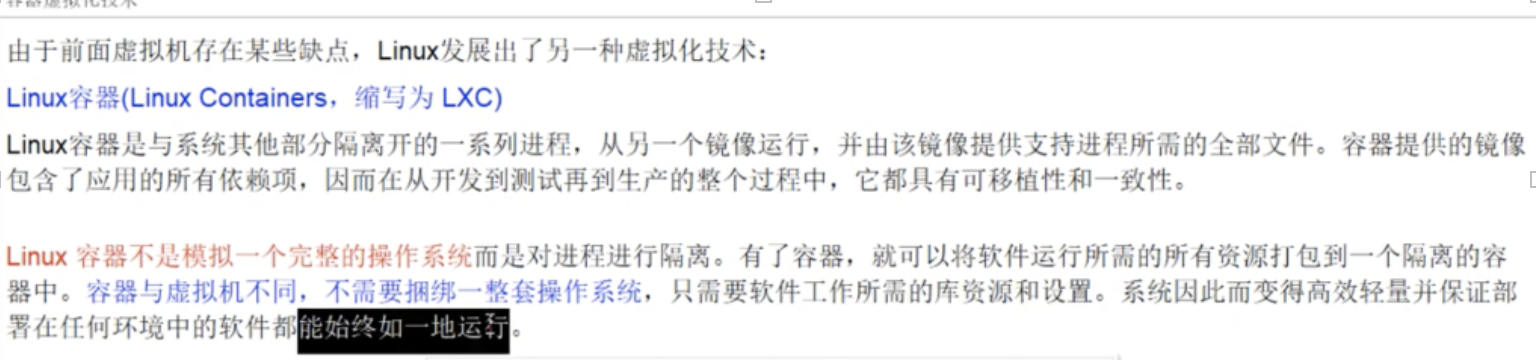 容器虚拟化技术
由于前面虚拟机存在某些缺点，Linux发展出了另一种虚拟化技术：
Linux容器(Linux Containers，缩写为 LXC)
Linux容器是与系统其他部分隔离开的一系列进程，从另一个镜像运行，并由该镜像提供支持进程所需的全部文件。容器提供的镜像
包含了应用的所有依赖项，因而在从开发到测试再到生产的整个过程中，它都具有可移植性和一致性。
Linux 容器不是模拟一个完整的操作系统而是对进程进行隔离。有了容器，就可以将软件运行所需的所有资源打包到一个隔离的容
器中。容器与虚拟机不同，不需要捆绑一整套操作系统，只需要软件工作所需的库资源和设置。系统因此而变得高效轻量并保证部
署在任何环境中的软件都能始终如一地运行。